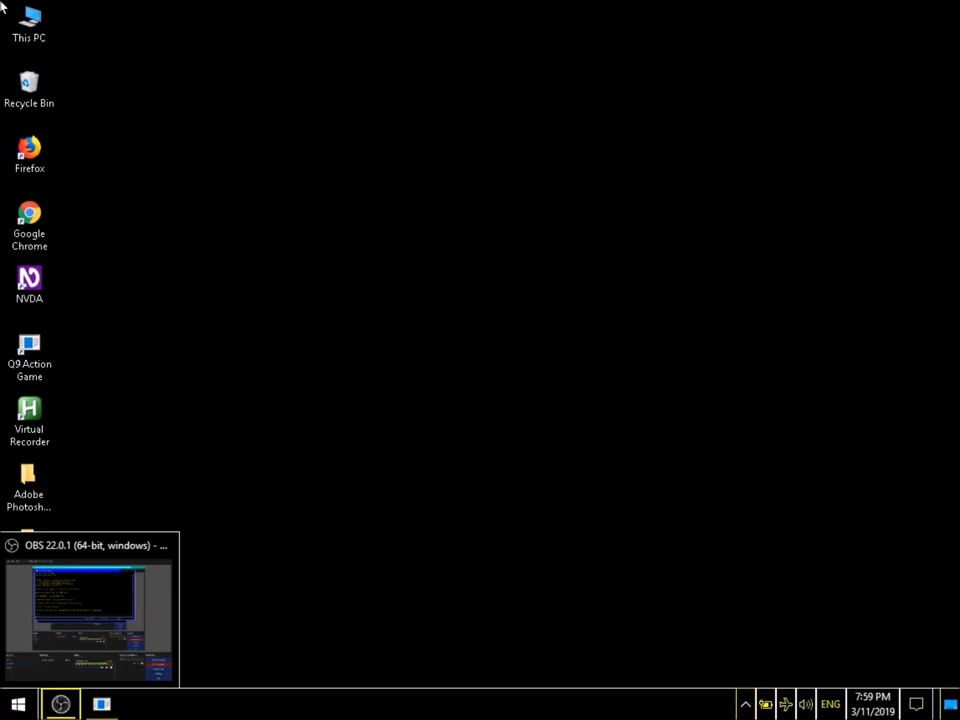 This PC
Recycle Bin
Firefox
Google
Chrome
NVDA
Q9 Action
Game
Virtual
Recorder
Adobe
Photosh...
OBS 22.0.1 (64-bit, windows) - ...
ENG
7:59 PM
3/11/2019